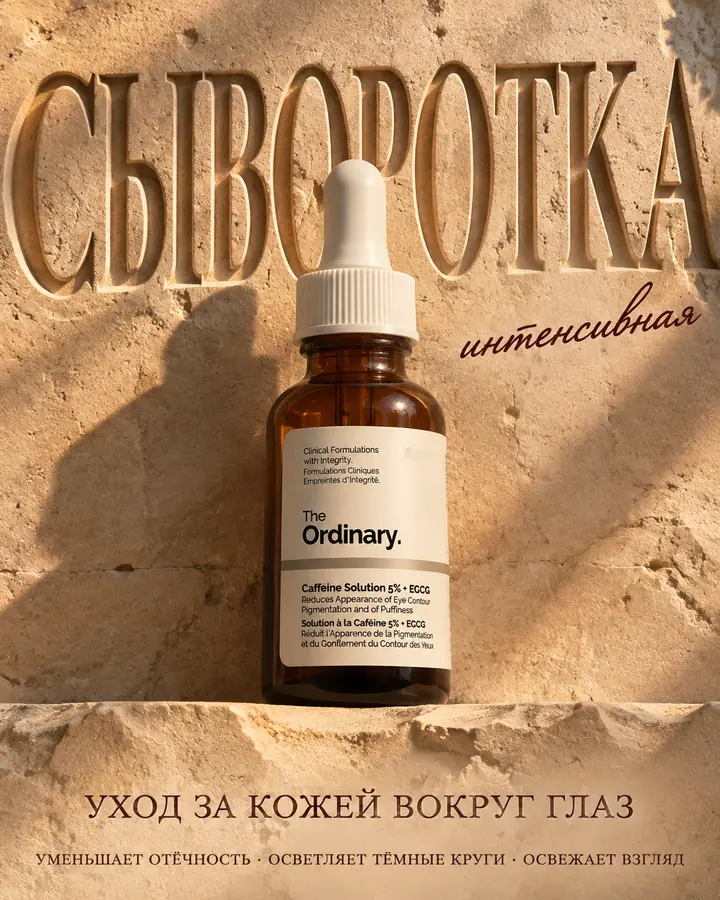 СЫВОРОТКА
интенсивная
Clinical Formulations
with Integrity.
Formulations Cliniques
Empreintes d'Intégrité.
The
Ordinary.
Caffeine Solution 5% + EGCG
Reduces Appearance of Eye Contour
Pigmentation and of Puffiness
Solution à la Caféine 5% + EGCG
Réduit l'Apparence de la Pigmentation
et du Gonflement du Contour des Yeux
УХОД ЗА КОЖЕЙ ВОКРУГ ГЛАЗ
УМЕНЬШАЕТ ОТЁЧНОСТЬ · ОСВЕТЛЯЕТ ТЁМНЫЕ КРУГИ · ОСВЕЖАЕТ ВЗГЛЯД